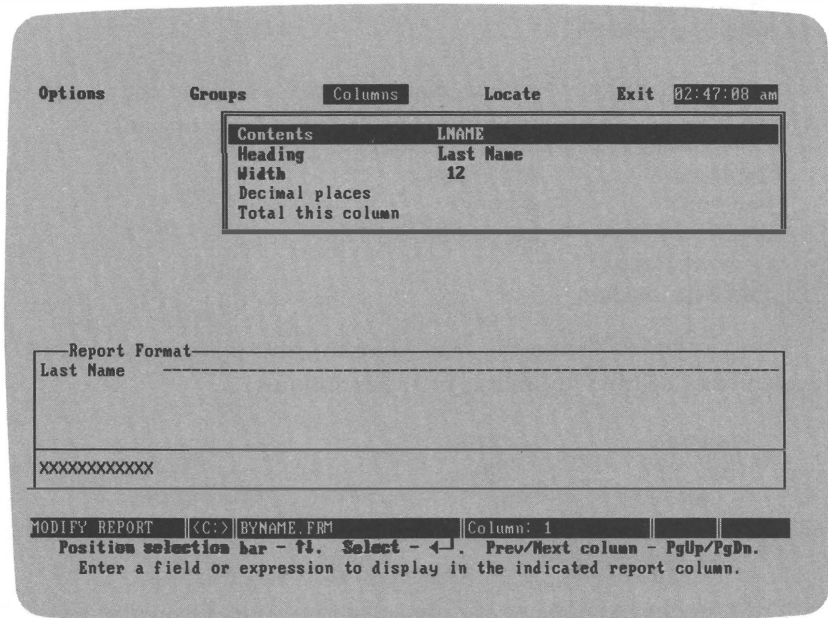 Options Groups Columns Locate Exit 02:47:08 am
Contents LNAME
Heading Last Name
Width 12
Decimal places
Total this column
Report Format
Last Name
XXXXXXXXXXXX
MODIFY REPORT <C:> BYNAME.FRM Column: 1
Position selection bar - ↑↓. Select - ↵. Prev/Next column - PgUp/PgDn.
Enter a field or expression to display in the indicated report column.